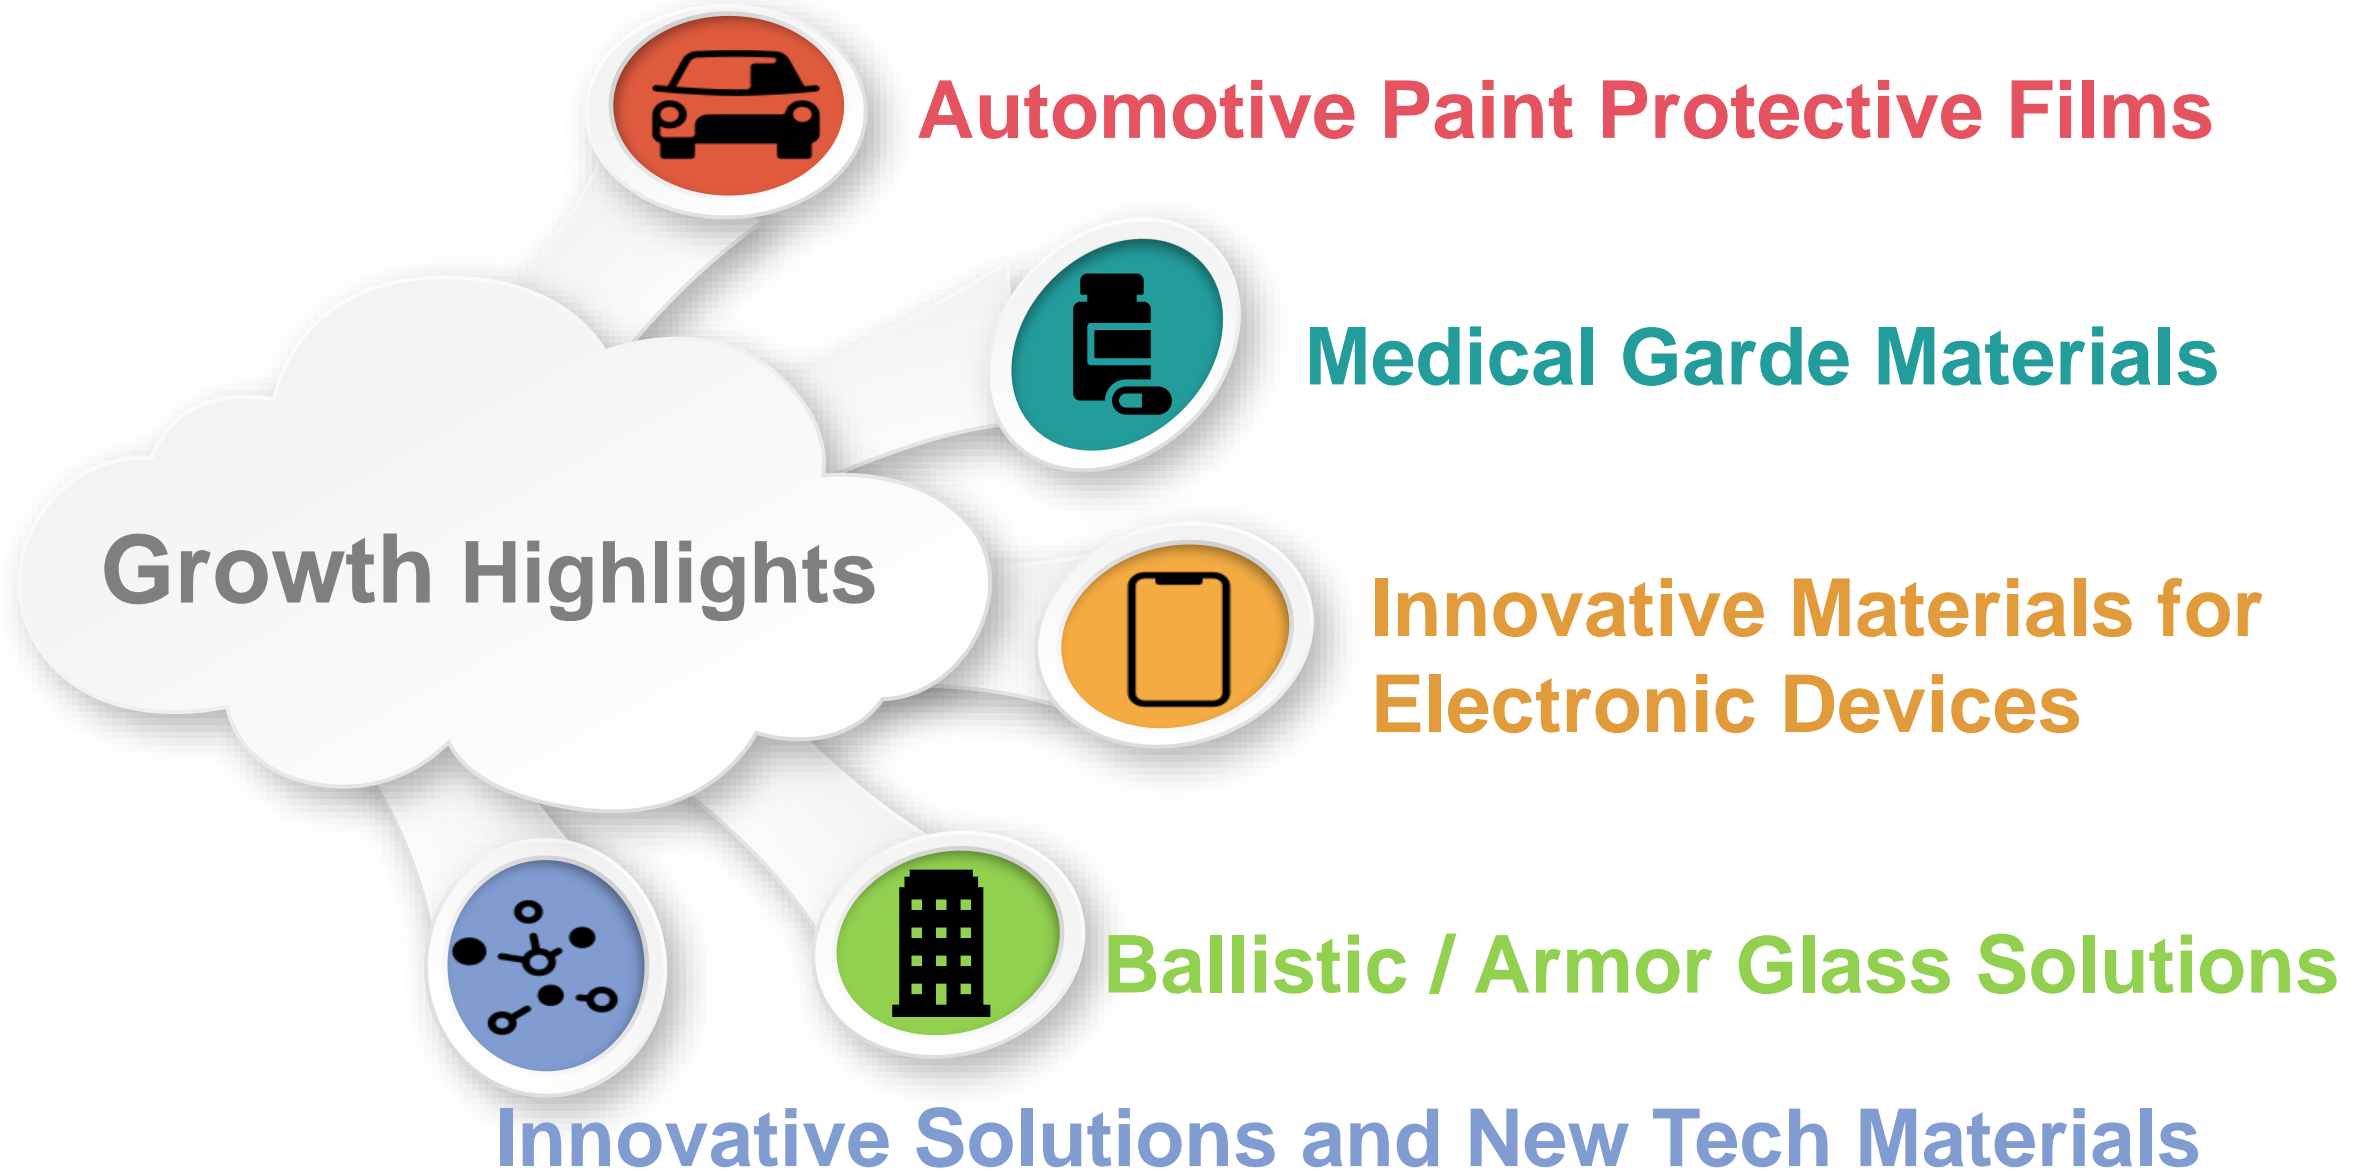 Automotive Paint Protective Films
Medical Garde Materials
Growth Highlights
Innovative Materials for
Electronic Devices
Ballistic / Armor Glass Solutions
Innovative Solutions and New Tech Materials